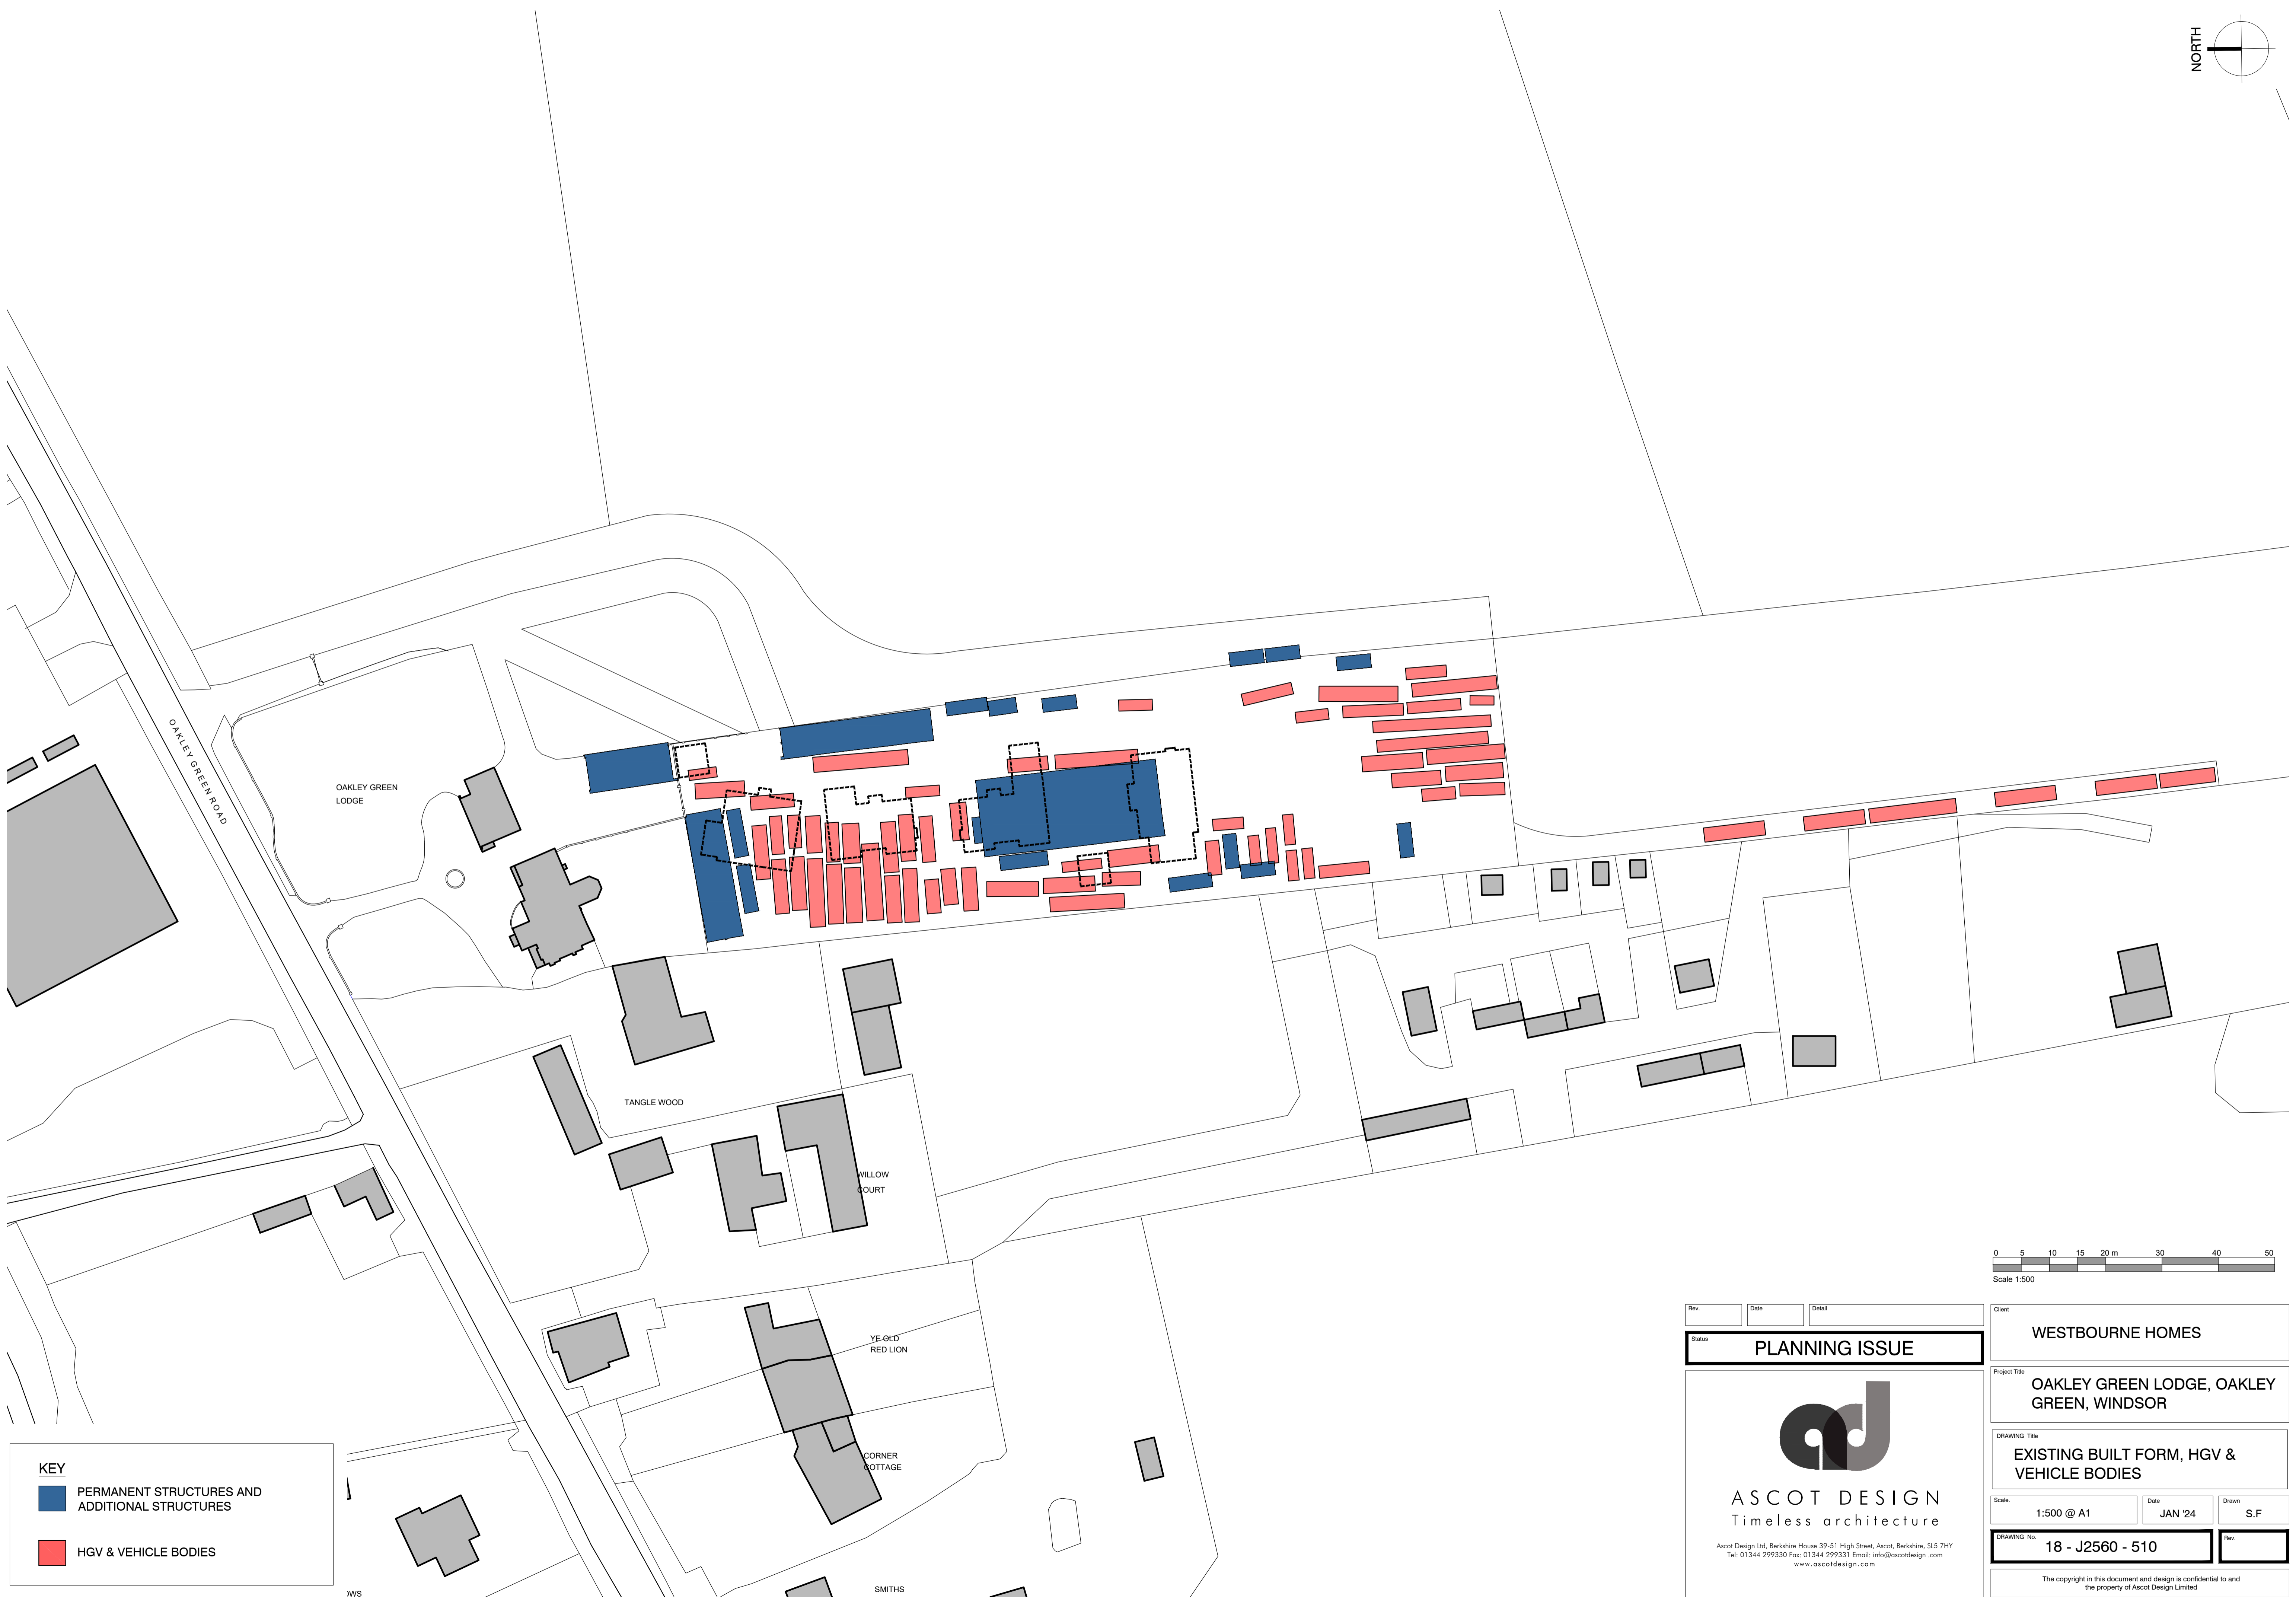 NORTH
OAKLEY GREEN ROAD
OAKLEY GREEN
LODGE
TANGLE WOOD
WILLOW
COURT
YE OLD
RED LION
CORNER
COTTAGE
SMITHS
KEY
PERMANENT STRUCTURES AND
ADDITIONAL STRUCTURES
HGV & VEHICLE BODIES
0 5 10 15 20 m 30 40 50
Scale 1:500
Rev.
Date
Detail
Status
PLANNING ISSUE
ad
ASCOT DESIGN
Timeless architecture
Ascot Design Ltd, Berkshire House 39-51 High Street, Ascot, Berkshire, SL5 7HY
Tel: 01344 299330 Fax: 01344 299331 Email: info@ascotdesign .com
www.ascotdesign.com
Client
WESTBOURNE HOMES
Project Title
OAKLEY GREEN LODGE, OAKLEY
GREEN, WINDSOR
DRAWING Title
EXISTING BUILT FORM, HGV &
VEHICLE BODIES
Scale.
1:500 @ A1
Date
JAN '24
Drawn
S.F
DRAWING No.
18 - J2560 - 510
Rev.
The copyright in this document and design is confidential to and
the property of Ascot Design Limited